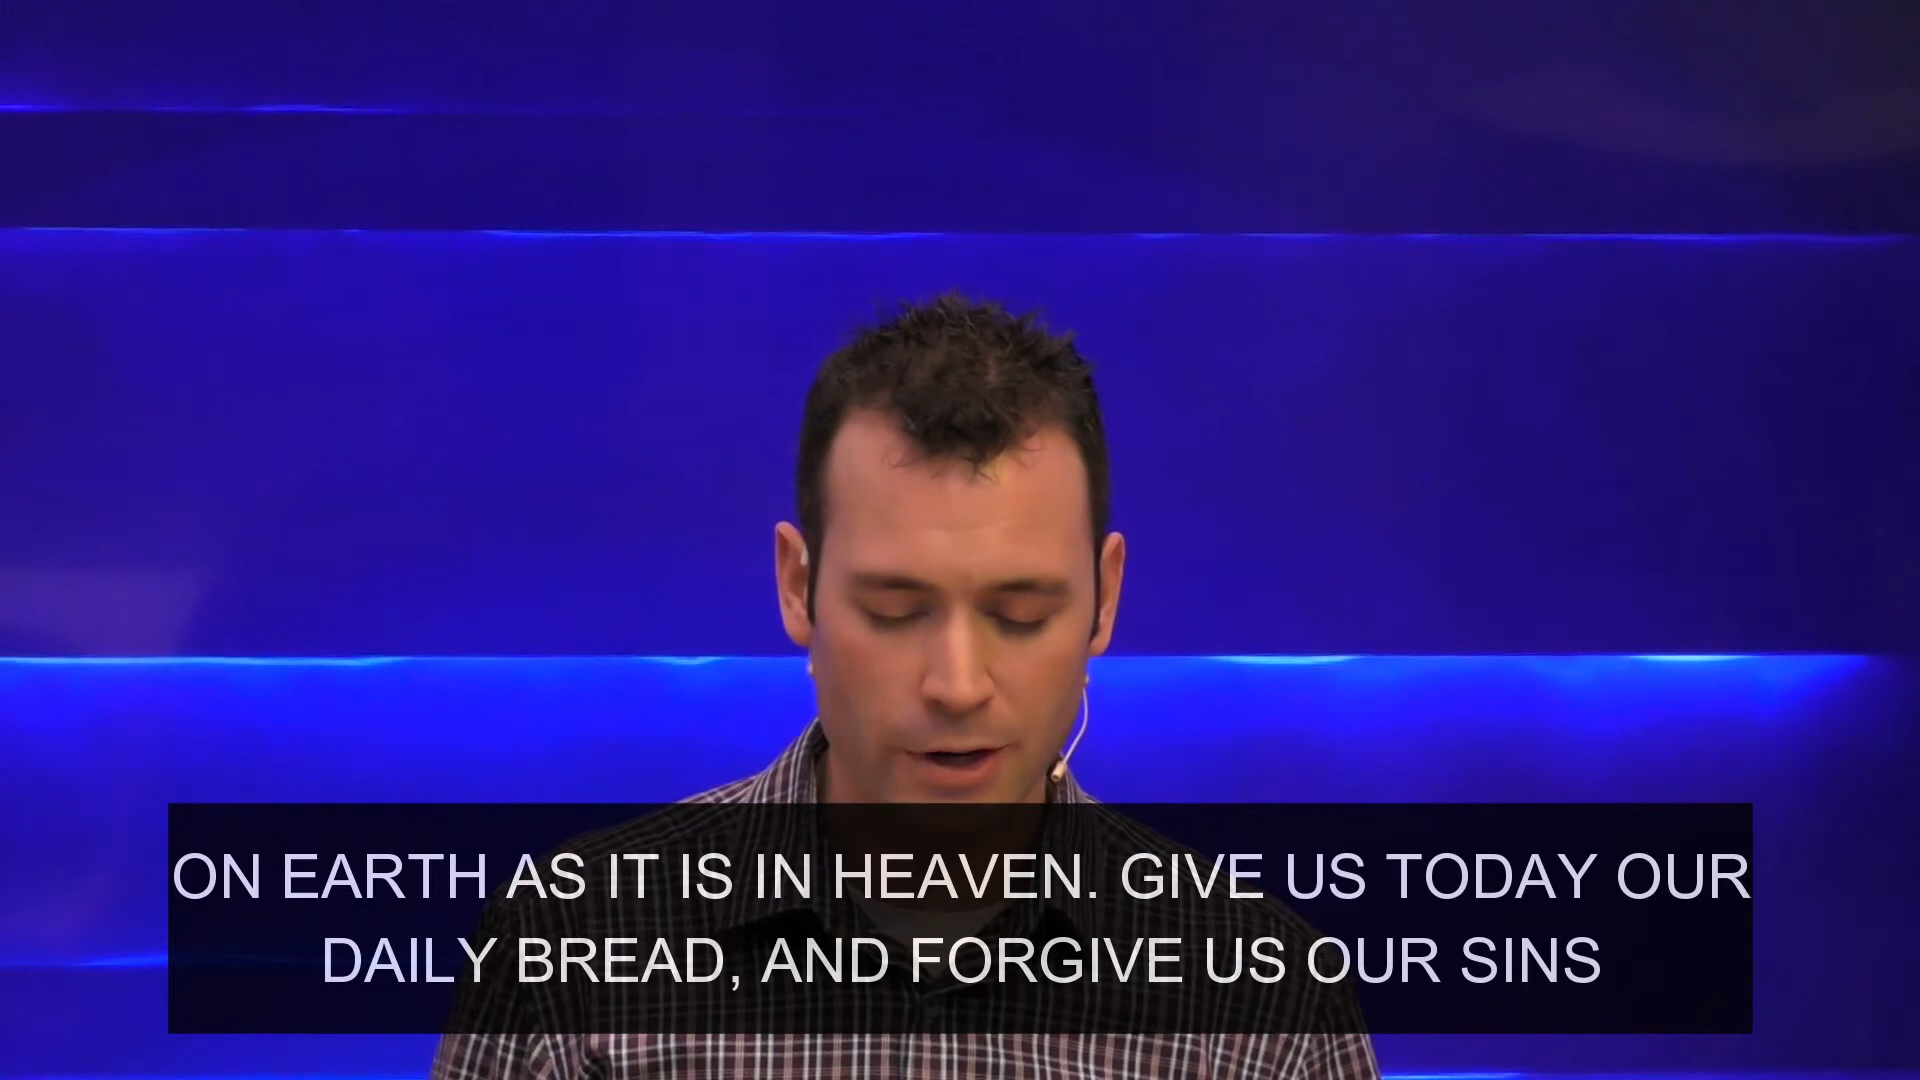 ON EARTH AS IT IS IN HEAVEN. GIVE US TODAY OUR
DAILY BREAD, AND FORGIVE US OUR SINS